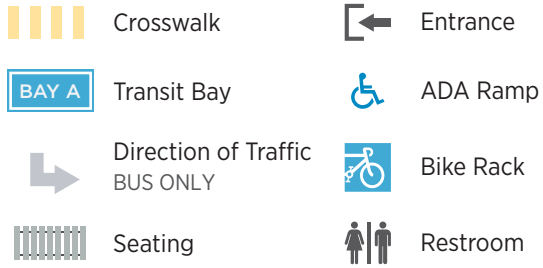 Crosswalk
Entrance
BAY A
Transit Bay
ADA Ramp
Direction of Traffic
BUS ONLY
Bike Rack
Seating
Restroom